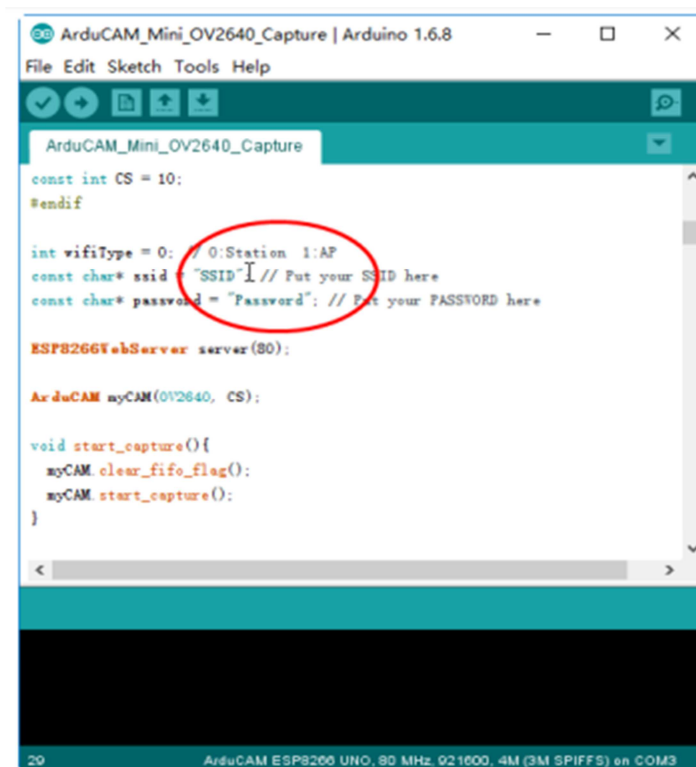 ArduCAM_Mini_OV2640_Capture | Arduino 1.6.8
File Edit Sketch Tools Help
ArduCAM_Mini_OV2640_Capture
const int CS = 10;
#endif
int wifiType = 0; // 0:Station 1:AP
const char* ssid = "SSID"; // Put your SSID here
const char* password = "Password"; // Put your PASSWORD here
ESP8266WebServer server(80);
ArduCAM myCAM(OV2640, CS);
void start_capture(){
myCAM.clear_fifo_flag();
myCAM.start_capture();
}
29 ArduCAM ESP8266 UNO, 80 MHz, 921600, 4M (3M SPIFFS) on COM3